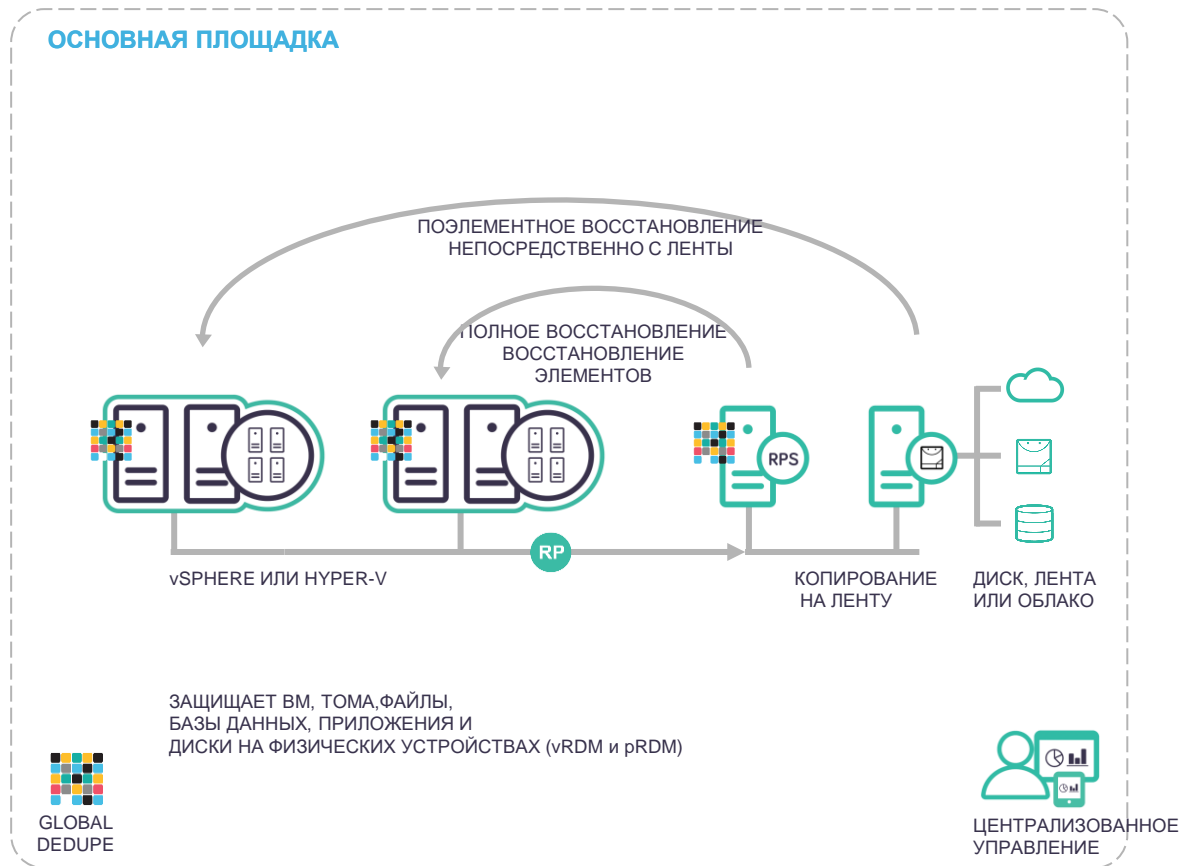 ОСНОВНАЯ ПЛОЩАДКА
ПОЭЛЕМЕНТНОЕ ВОССТАНОВЛЕНИЕ
НЕПОСРЕДСТВЕННО С ЛЕНТЫ
ПОЛНОЕ ВОССТАНОВЛЕНИЕ
ВОССТАНОВЛЕНИЕ
ЭЛЕМЕНТОВ
RPS
RP
vSPHERE ИЛИ HYPER-V
КОПИРОВАНИЕ
НА ЛЕНТУ
ДИСК, ЛЕНТА
ИЛИ ОБЛАКО
ЗАЩИЩАЕТ ВМ, ТОМА,ФАЙЛЫ,
БАЗЫ ДАННЫХ, ПРИЛОЖЕНИЯ И
ДИСКИ НА ФИЗИЧЕСКИХ УСТРОЙСТВАХ (vRDM и pRDM)
GLOBAL
DEDUPE
ЦЕНТРАЛИЗОВАННОЕ
УПРАВЛЕНИЕ